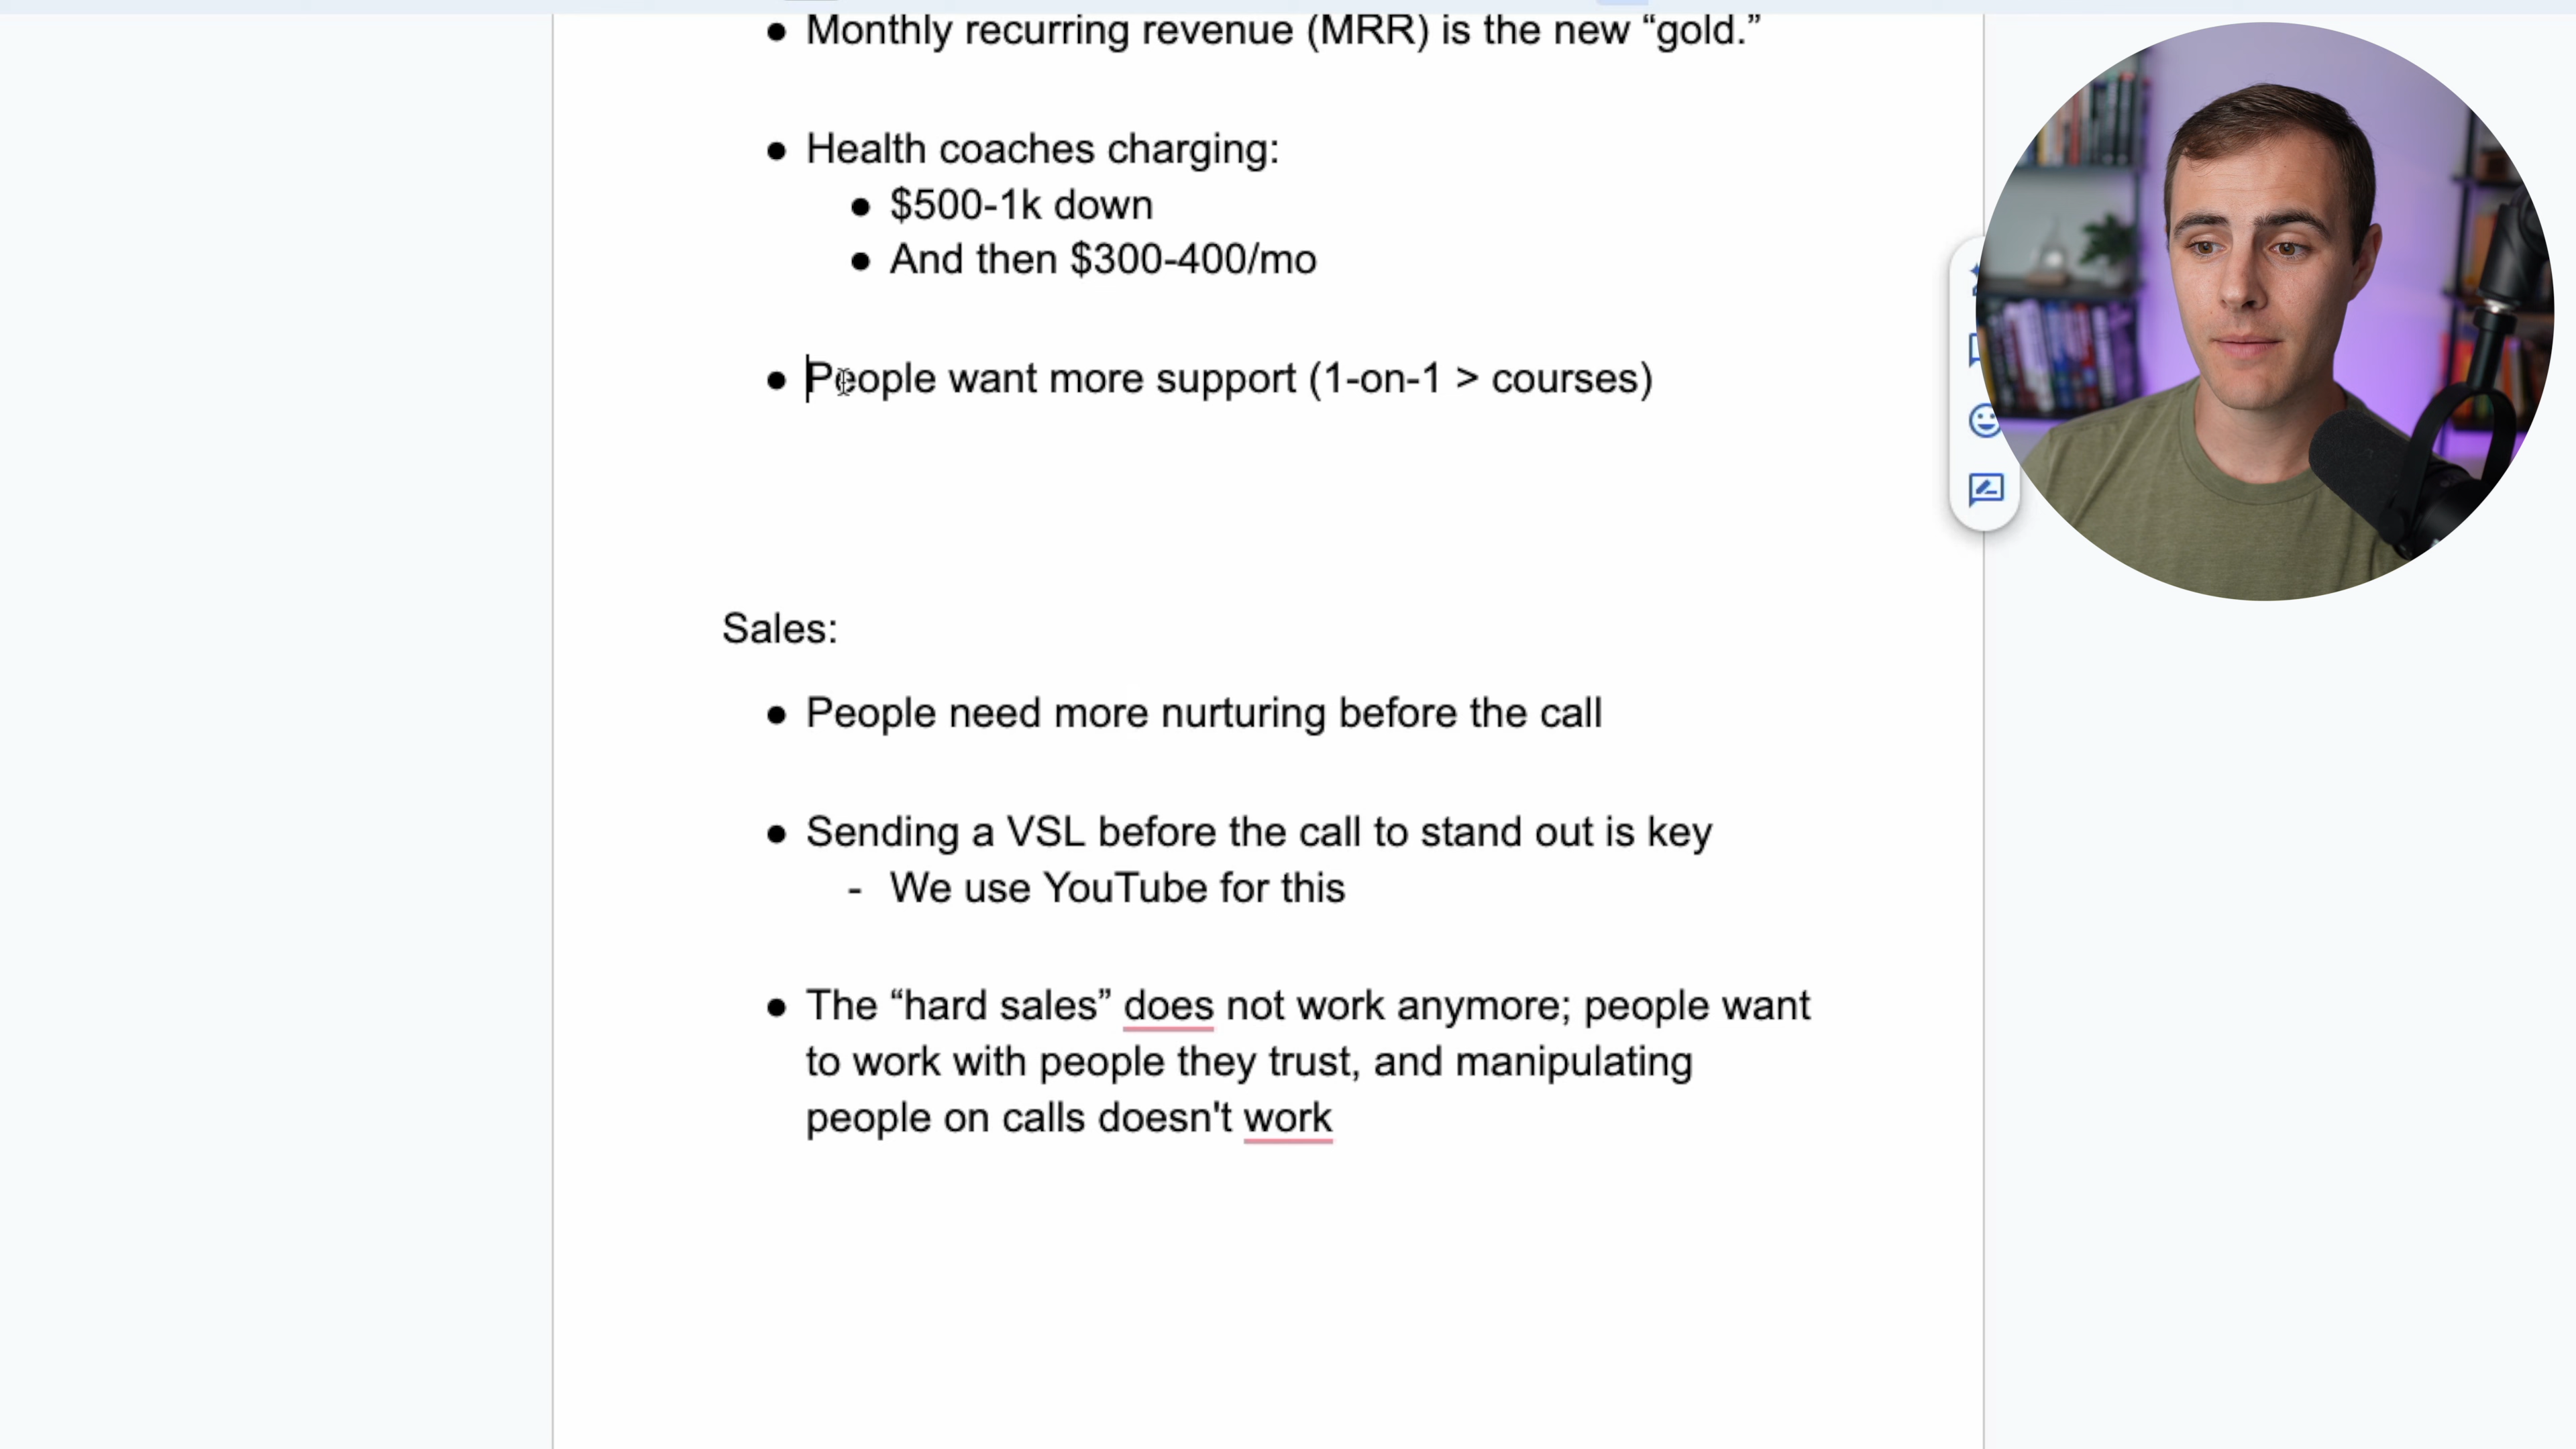 ● Monthly recurring revenue (MRR) is the new “gold.”
● Health coaches charging:
● $500-1k down
● And then $300-400/mo
● People want more support (1-on-1 > courses)
Sales:
● People need more nurturing before the call
● Sending a VSL before the call to stand out is key
- We use YouTube for this
● The “hard sales” does not work anymore; people want
to work with people they trust, and manipulating
people on calls doesn't work